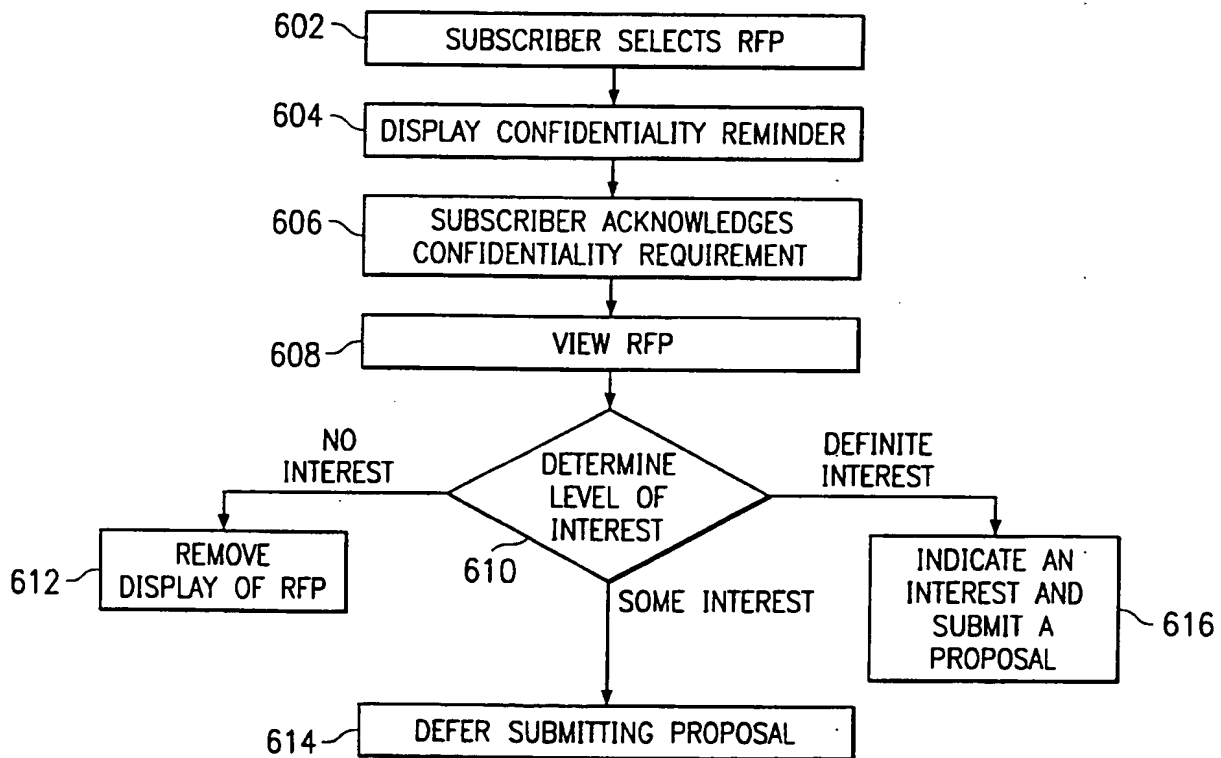 602
SUBSCRIBER SELECTS RFP
604
DISPLAY CONFIDENTIALITY REMINDER
606
SUBSCRIBER ACKNOWLEDGES
CONFIDENTIALITY REQUIREMENT
608
VIEW RFP
NO
INTEREST
DETERMINE
LEVEL OF
INTEREST
610
DEFINITE
INTEREST
612
REMOVE
DISPLAY OF RFP
SOME INTEREST
INDICATE AN
INTEREST AND
SUBMIT A
PROPOSAL
616
614
DEFER SUBMITTING PROPOSAL